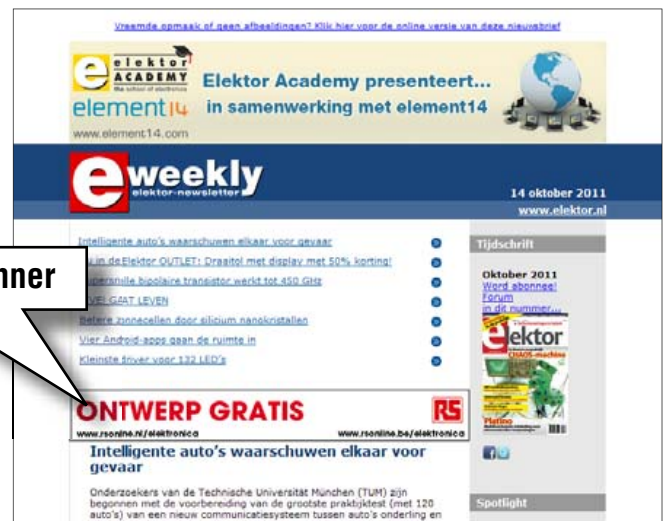 Vreemde opmaak of geen afbeeldingen? Klik hier voor de online versie van deze nieuwsbrief
elektor
ACADEMY
the school of electronics
element14
www.element14.com
Elektor Academy presenteert...
in samenwerking met element14
e weekly
elektor-newsletter
14 oktober 2011
www.elektor.nl
Intelligente auto's waarschuwen elkaar voor gevaar
in de Elektor OUTLET: Draaitol met display met 50% korting!
bipolaire transistor werkt tot 450 GHz
GAAT LEVEN
Betere zonnecellen door silicium nanokristallen
Vier Android-apps gaan de ruimte in
Kleinste driver voor 132 LED's
nner
Tijdschrift
Oktober 2011
Word abonnee!
Forum
in dit nummer...
elektor
CHAOS-machine
Platino
ONTWERP GRATIS
RS
www.rsonline.nl/elektronica
www.rsonline.be/elektronica
Intelligente auto's waarschuwen elkaar voor
gevaar
Onderzoekers van de Technische Universität München (TUM) zijn
begonnen met de voorbereiding van de grootste praktijktest (met 120
auto's) van een nieuw communicatiesysteem tussen auto's onderling en
Spotlight